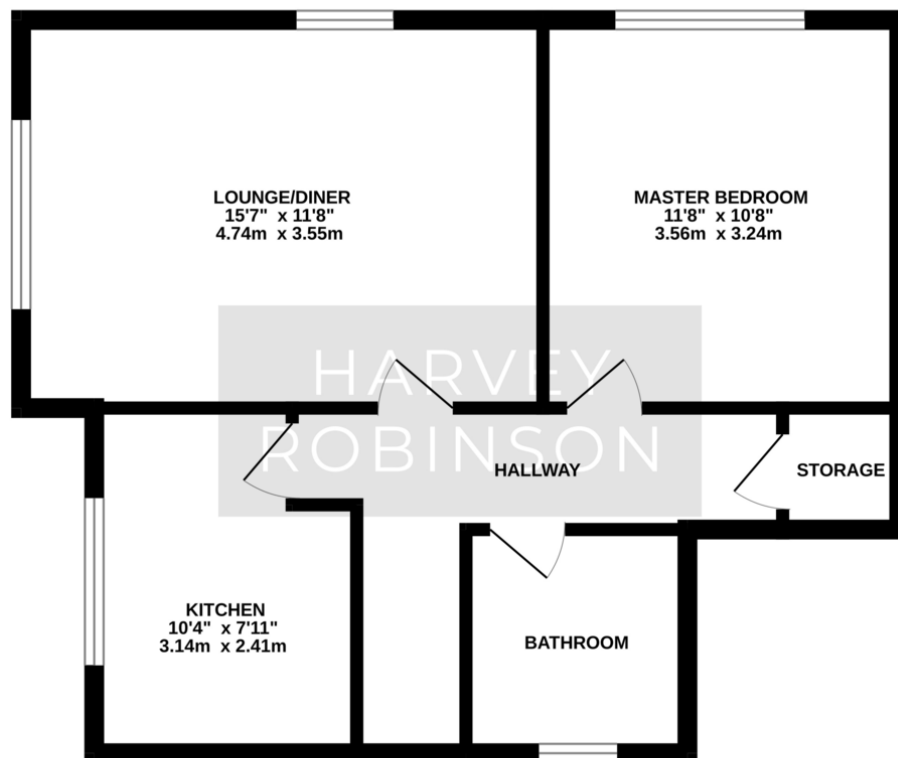 LOUNGE/DINER
15'7" x 11'8"
4.74m x 3.55m
MASTER BEDROOM
11'8" x 10'8"
3.56m x 3.24m
HARVEY
ROBINSON
HALLWAY
STORAGE
KITCHEN
10'4" x 7'11"
3.14m x 2.41m
BATHROOM